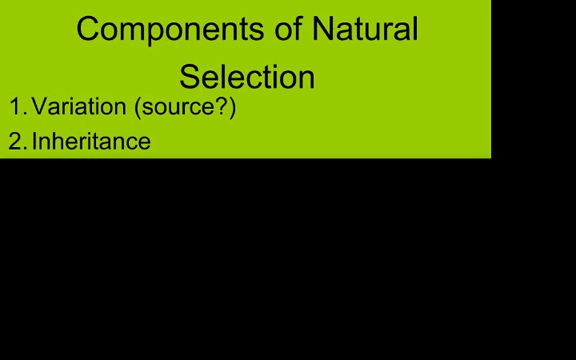 Components of Natural
Selection
1. Variation (source?)
2. Inheritance